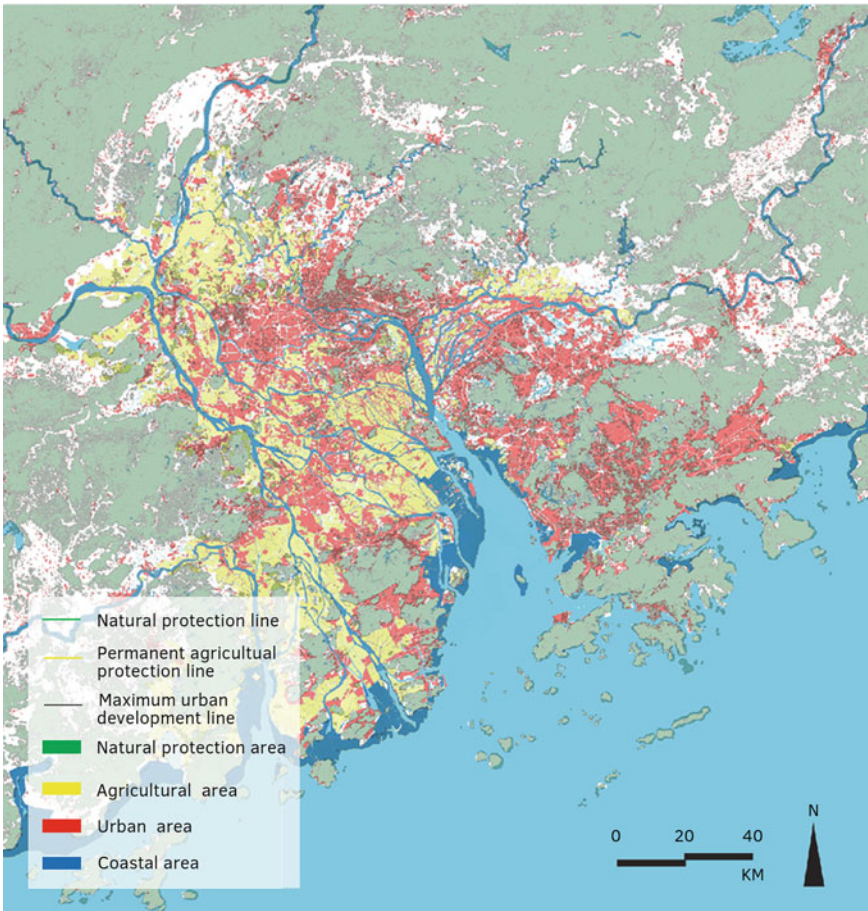 Natural protection line
Permanent agricultual
protection line
Maximum urban
development line
Natural protection area
Agricultural area
Urban area
Coastal area
0 20 40
KM
N